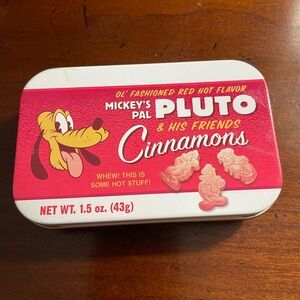 OL' FASHIONED RED HOT FLAVOR
MICKEY'S PAL PLUTO
& HIS FRIENDS
Cinnamons
WHEW! THIS IS
SOME HOT STUFF!
NET WT. 1.5 oz. (43g)